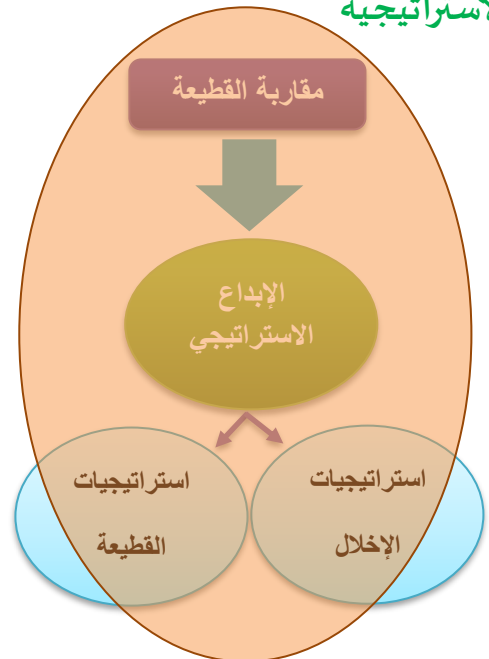 الاستراتيجية
مقاربة القطيعة
الإبداع
الاستراتيجي
استراتيجيات
الإخلال
استراتيجيات
القطيعة